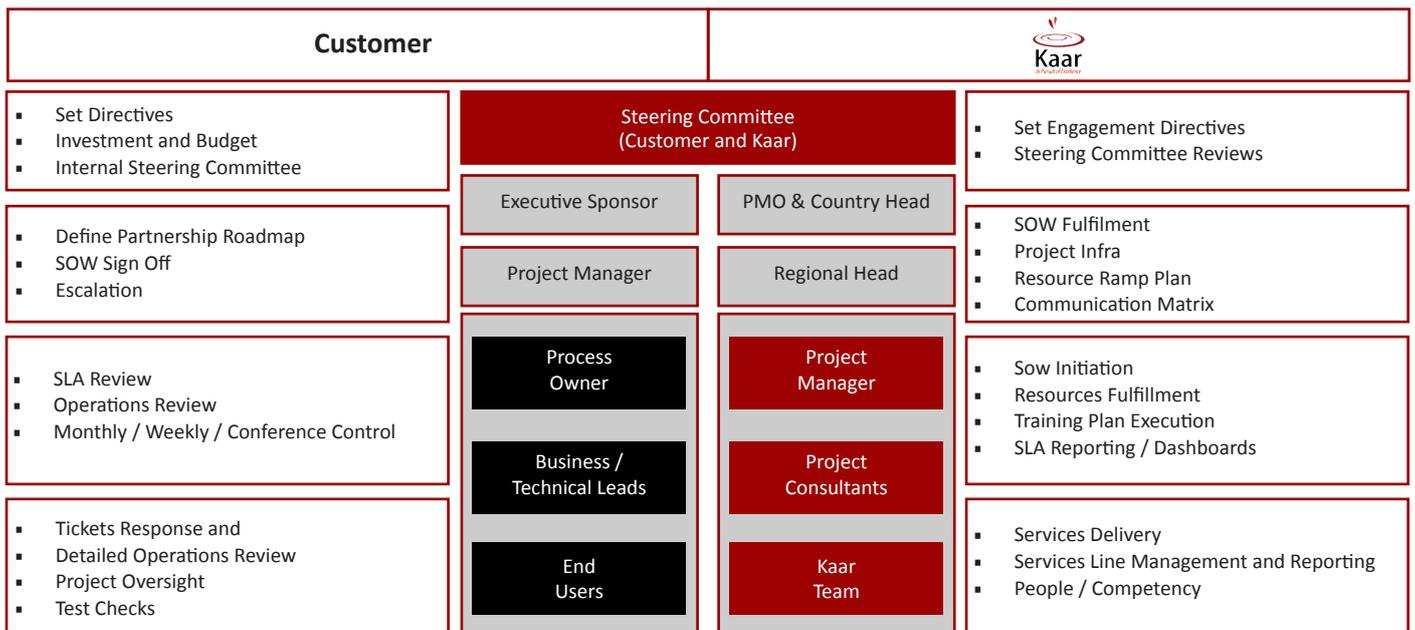 Customer
Kaar
In Pursuit of Excellence
▪ Set Directives
▪ Investment and Budget
▪ Internal Steering Committee
▪ Define Partnership Roadmap
▪ SOW Sign Off
▪ Escalation
▪ SLA Review
▪ Operations Review
▪ Monthly / Weekly / Conference Control
▪ Tickets Response and
▪ Detailed Operations Review
▪ Project Oversight
▪ Test Checks
Steering Committee
(Customer and Kaar)
Executive Sponsor
PMO & Country Head
Project Manager
Regional Head
Process
Owner
Project
Manager
Business /
Technical Leads
Project
Consultants
End
Users
Kaar
Team
▪ Set Engagement Directives
▪ Steering Committee Reviews
▪ SOW Fulfilment
▪ Project Infra
▪ Resource Ramp Plan
▪ Communication Matrix
▪ Sow Initiation
▪ Resources Fulfillment
▪ Training Plan Execution
▪ SLA Reporting / Dashboards
▪ Services Delivery
▪ Services Line Management and Reporting
▪ People / Competency